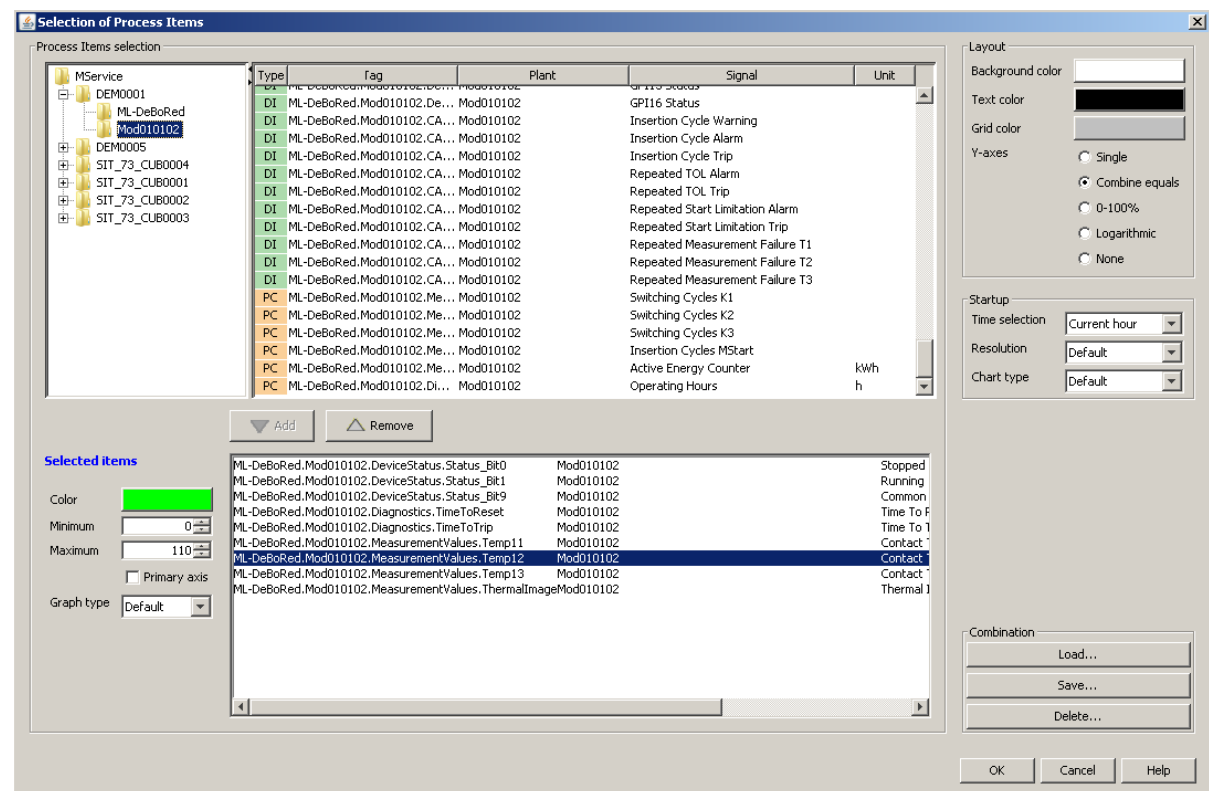 Selection of Process Items
Process Items selection
MService
DEM0001
ML-DeBoRed
Mod010102
DEM0005
SIT_73_CUB0004
SIT_73_CUB0001
SIT_73_CUB0002
SIT_73_CUB0003
Type Tag Plant Signal Unit
DI ML-DeBoRed.Mod010102.De... Mod010102 GPI15 Status
DI ML-DeBoRed.Mod010102.De... Mod010102 GPI16 Status
DI ML-DeBoRed.Mod010102.CA... Mod010102 Insertion Cycle Warning
DI ML-DeBoRed.Mod010102.CA... Mod010102 Insertion Cycle Alarm
DI ML-DeBoRed.Mod010102.CA... Mod010102 Insertion Cycle Trip
DI ML-DeBoRed.Mod010102.CA... Mod010102 Repeated TOL Alarm
DI ML-DeBoRed.Mod010102.CA... Mod010102 Repeated TOL Trip
DI ML-DeBoRed.Mod010102.CA... Mod010102 Repeated Start Limitation Alarm
DI ML-DeBoRed.Mod010102.CA... Mod010102 Repeated Start Limitation Trip
DI ML-DeBoRed.Mod010102.CA... Mod010102 Repeated Measurement Failure T1
DI ML-DeBoRed.Mod010102.CA... Mod010102 Repeated Measurement Failure T2
DI ML-DeBoRed.Mod010102.CA... Mod010102 Repeated Measurement Failure T3
PC ML-DeBoRed.Mod010102.Me... Mod010102 Switching Cycles K1
PC ML-DeBoRed.Mod010102.Me... Mod010102 Switching Cycles K2
PC ML-DeBoRed.Mod010102.Me... Mod010102 Switching Cycles K3
PC ML-DeBoRed.Mod010102.Me... Mod010102 Insertion Cycles MStart
PC ML-DeBoRed.Mod010102.Me... Mod010102 Active Energy Counter kWh
PC ML-DeBoRed.Mod010102.Di... Mod010102 Operating Hours h
Add Remove
Selected items
Color
Minimum 0
Maximum 110
Primary axis
Graph type Default
ML-DeBoRed.Mod010102.DeviceStatus.Status_Bit0 Mod010102 Stopped
ML-DeBoRed.Mod010102.DeviceStatus.Status_Bit1 Mod010102 Running
ML-DeBoRed.Mod010102.DeviceStatus.Status_Bit9 Mod010102 Common
ML-DeBoRed.Mod010102.Diagnostics.TimeToReset Mod010102 Time To
ML-DeBoRed.Mod010102.Diagnostics.TimeToTrip Mod010102 Time To
ML-DeBoRed.Mod010102.MeasurementValues.Temp11 Mod010102 Contact
ML-DeBoRed.Mod010102.MeasurementValues.Temp12 Mod010102 Contact
ML-DeBoRed.Mod010102.MeasurementValues.Temp13 Mod010102 Contact
ML-DeBoRed.Mod010102.MeasurementValues.ThermalImageMod010102 Thermal
Layout
Background color
Text color
Grid color
Y-axes
Single
Combine equals
0-100%
Logarithmic
None
Startup
Time selection Current hour
Resolution Default
Chart type Default
Combination
Load...
Save...
Delete...
OK Cancel Help